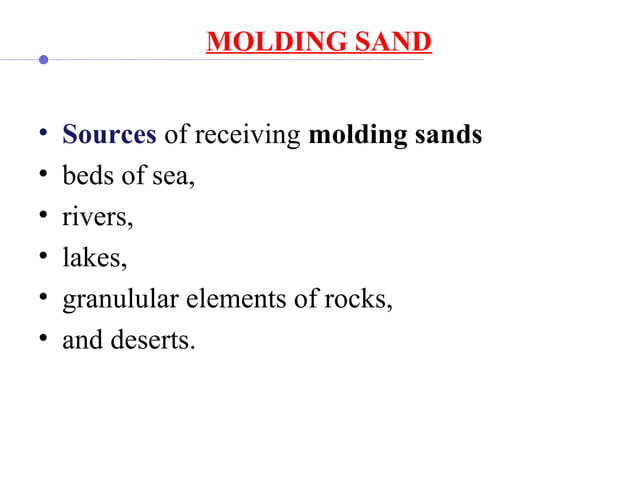 MOLDING SAND
• Sources of receiving molding sands
• beds of sea,
• rivers,
• lakes,
• granulular elements of rocks,
• and deserts.